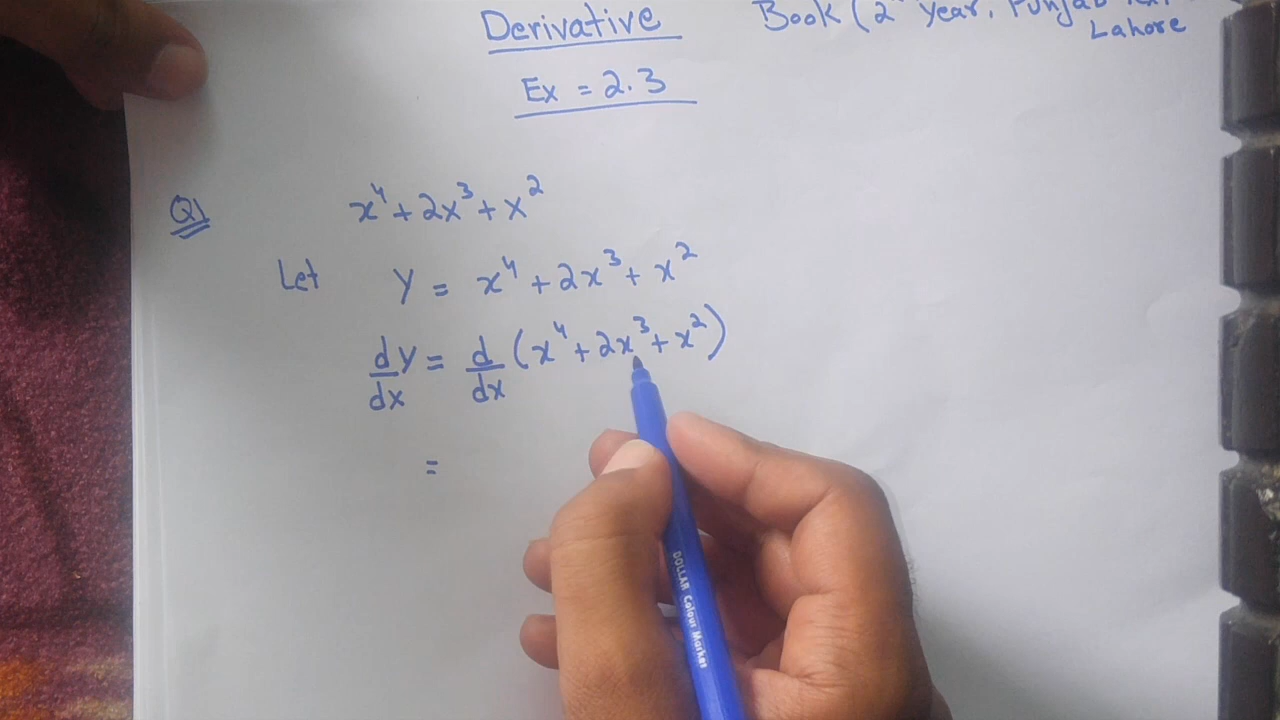 Derivative Book (2 year, Punjab
Lahore
Ex = 2.3
Q1 x⁴ + 2x³ + x²
Let y = x⁴ + 2x³ + x²
dy/dx = d/dx (x⁴ + 2x³ + x²)
=
DOLLAR Colour Marker